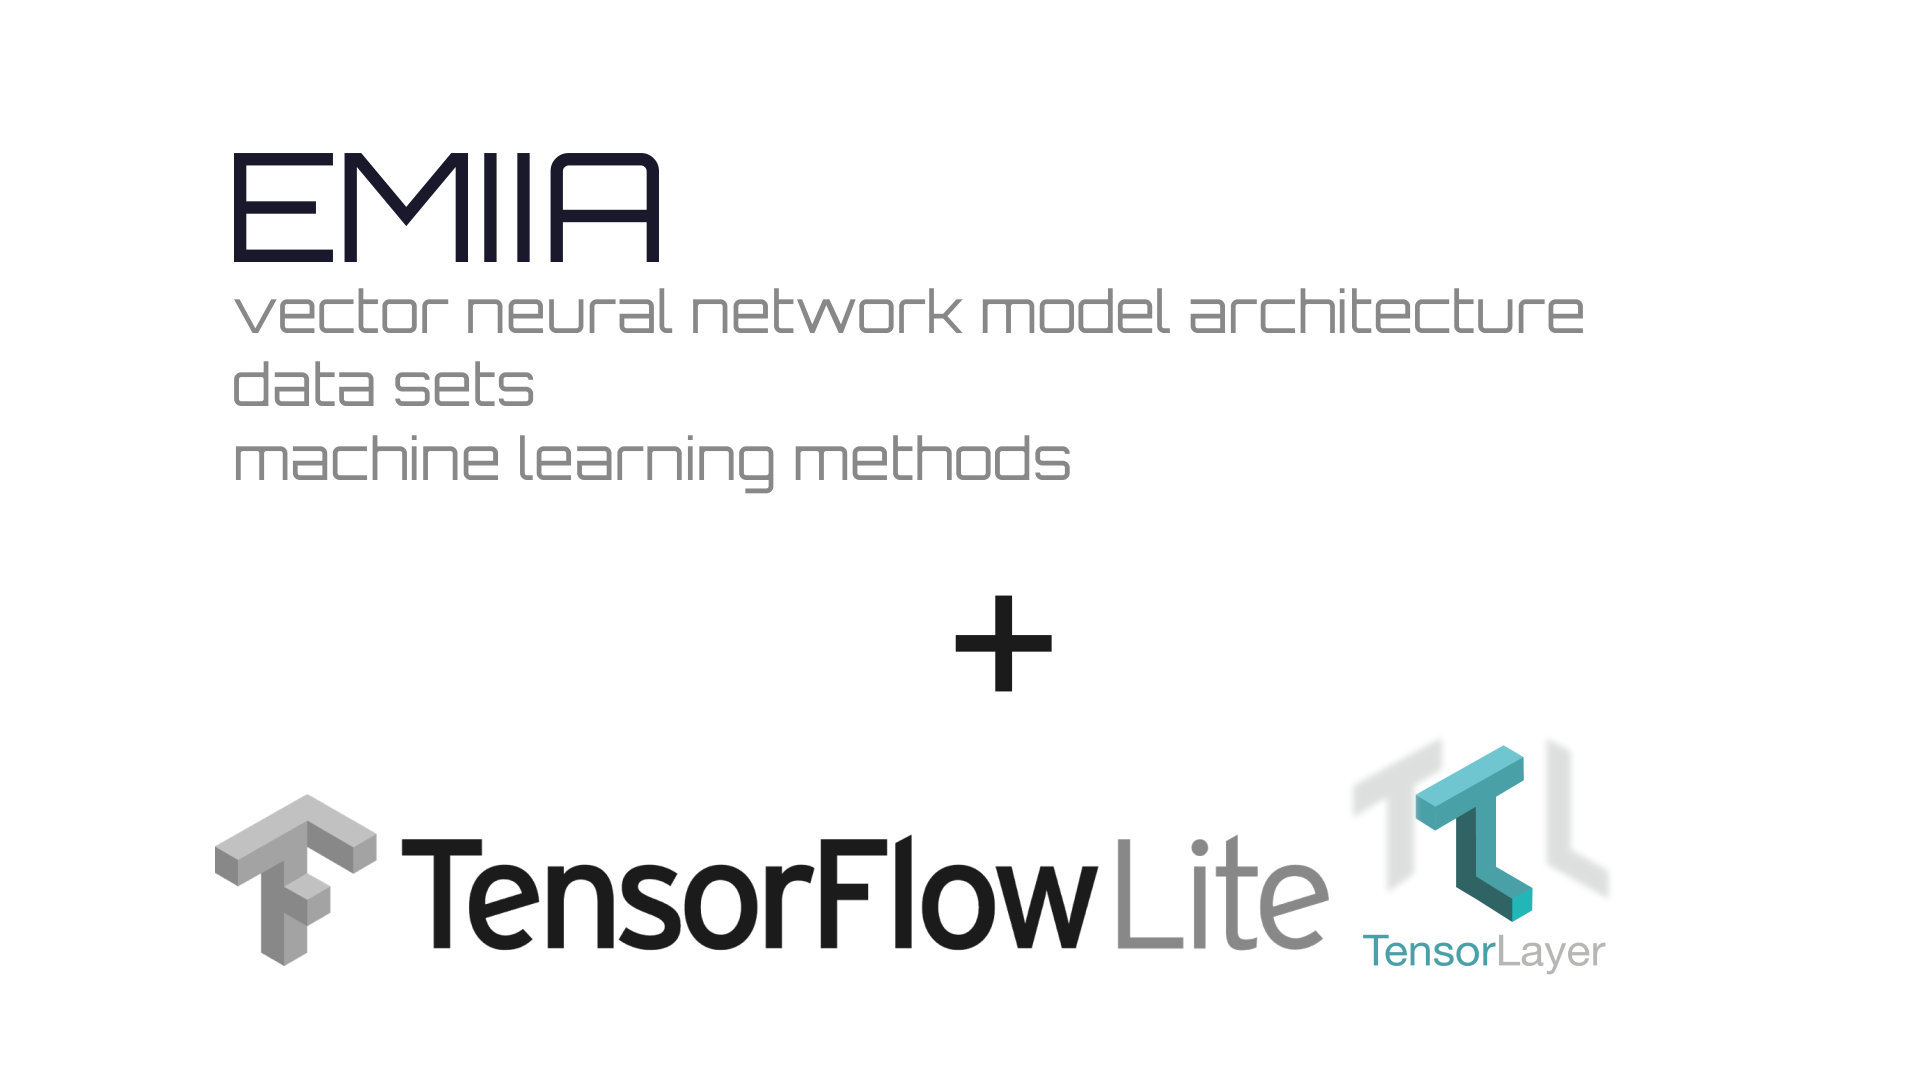 EMIIA
vector neural network model architecture
data sets
machine learning methods
+
TensorFlow Lite
TensorLayer